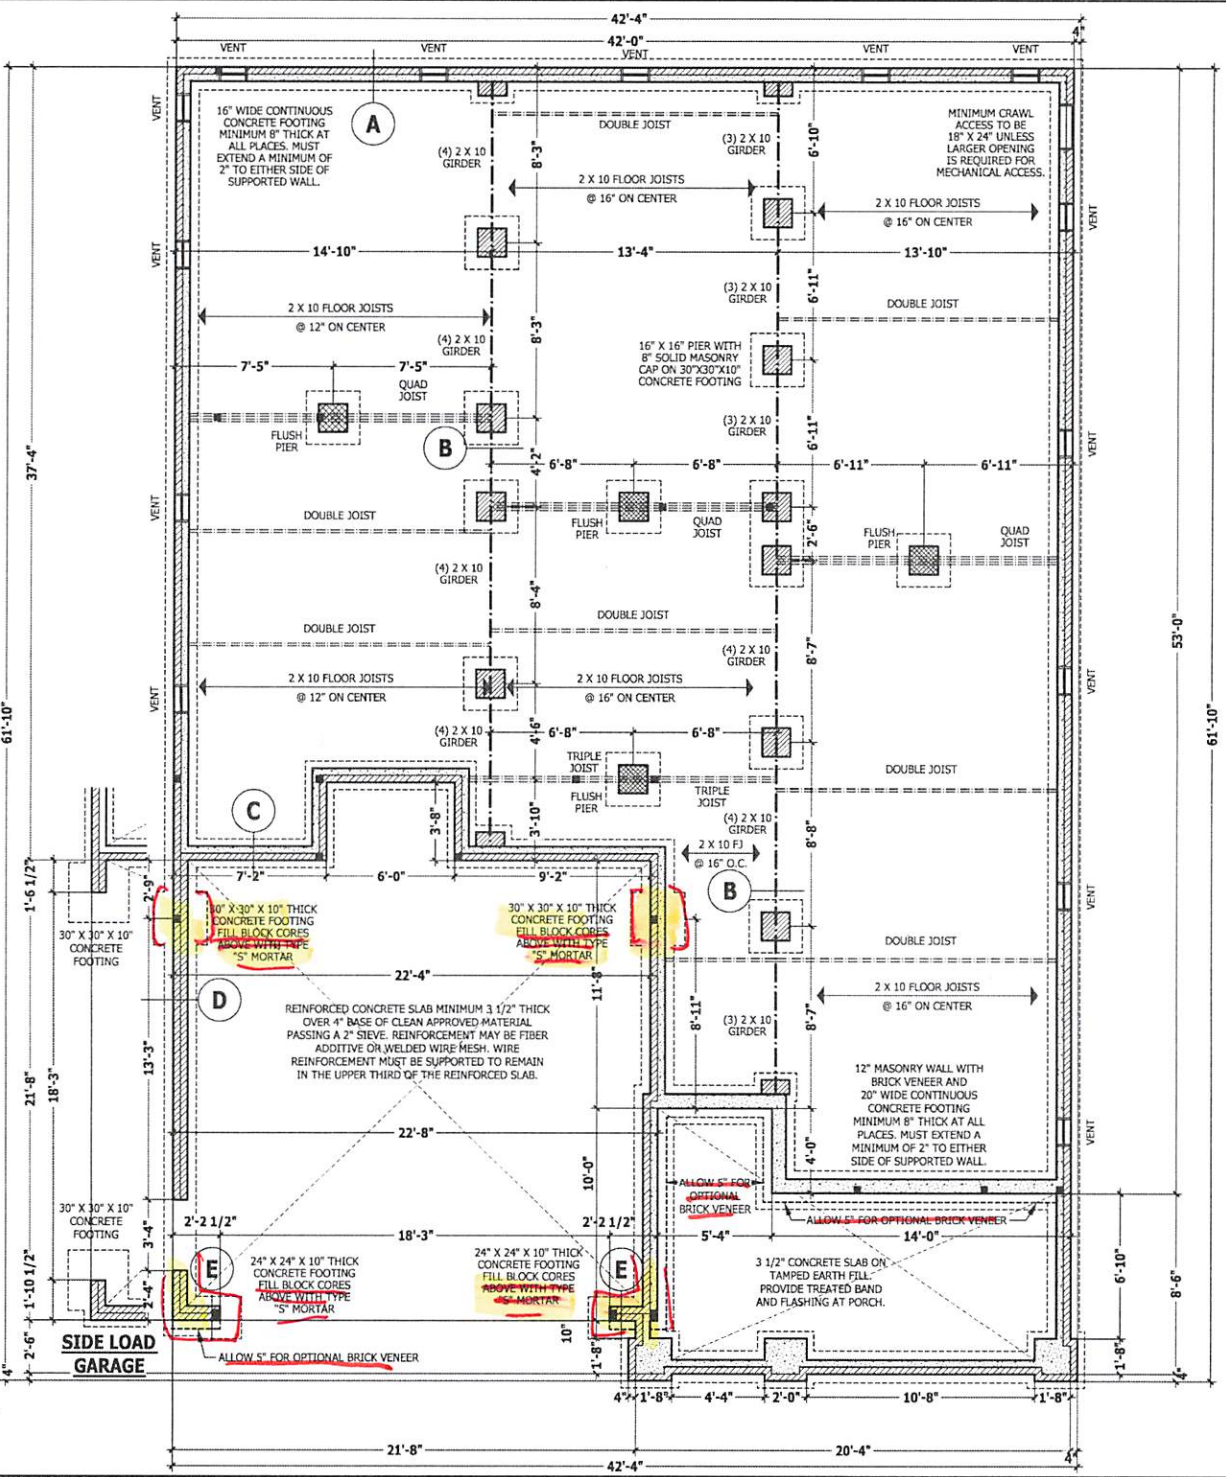 42'-4"
42'-0"
4"
VENT
VENT
VENT
VENT
VENT
VENT
16" WIDE CONTINUOUS
CONCRETE FOOTING
MINIMUM 8" THICK AT
ALL PLACES. MUST
EXTEND A MINIMUM OF
2" TO EITHER SIDE OF
SUPPORTED WALL.
A
(4) 2 X 10
GIRDER
8'-3"
DOUBLE JOIST
(3) 2 X 10
GIRDER
6'-10"
MINIMUM CRAWL
ACCESS TO BE
18" X 24" UNLESS
LARGER OPENING
IS REQUIRED FOR
MECHANICAL ACCESS.
2 X 10 FLOOR JOISTS
@ 16" ON CENTER
2 X 10 FLOOR JOISTS
@ 16" ON CENTER
VENT
VENT
14'-10"
13'-4"
13'-10"
(3) 2 X 10
GIRDER
6'-11"
DOUBLE JOIST
2 X 10 FLOOR JOISTS
@ 12" ON CENTER
(4) 2 X 10
GIRDER
8'-3"
16" X 16" PIER WITH
8" SOLID MASONRY
CAP ON 30"X30"X10"
CONCRETE FOOTING
7'-5"
7'-5"
QUAD
JOIST
FLUSH
PIER
B
4'-2"
(3) 2 X 10
GIRDER
6'-11"
VENT
37'-4"
6'-8"
6'-8"
6'-11"
6'-11"
VENT
DOUBLE JOIST
FLUSH
PIER
QUAD
JOIST
2'-6"
FLUSH
PIER
QUAD
JOIST
(4) 2 X 10
GIRDER
8'-4"
DOUBLE JOIST
DOUBLE JOIST
(4) 2 X 10
GIRDER
8'-7"
53'-0"
2 X 10 FLOOR JOISTS
@ 12" ON CENTER
2 X 10 FLOOR JOISTS
@ 16" ON CENTER
VENT
VENT
61'-10"
61'-10"
(4) 2 X 10
GIRDER
4'-6"
6'-8"
6'-8"
TRIPLE
JOIST
FLUSH
PIER
TRIPLE
JOIST
DOUBLE JOIST
C
3'-8"
3'-10"
(4) 2 X 10
GIRDER
8'-8"
2 X 10 FJ
@ 16" O.C.
7'-2"
6'-0"
9'-2"
B
VENT
1'-6 1/2"
2'-9"
30" X 30" X 10"
CONCRETE
FOOTING
30" X 30" X 10" THICK
CONCRETE FOOTING
FILL BLOCK CORES
ABOVE WITH TYPE
"S" MORTAR
30" X 30" X 10" THICK
CONCRETE FOOTING
FILL BLOCK CORES
ABOVE WITH TYPE
"S" MORTAR
DOUBLE JOIST
22'-4"
11'-8"
8'-11"
D
REINFORCED CONCRETE SLAB MINIMUM 3 1/2" THICK
OVER 4" BASE OF CLEAN APPROVED MATERIAL
PASSING A 2" SIEVE. REINFORCEMENT MAY BE FIBER
ADDITIVE OR WELDED WIRE MESH. WIRE
REINFORCEMENT MUST BE SUPPORTED TO REMAIN
IN THE UPPER THIRD OF THE REINFORCED SLAB.
(3) 2 X 10
GIRDER
8'-7"
2 X 10 FLOOR JOISTS
@ 16" ON CENTER
13'-3"
18'-3"
21'-8"
12" MASONRY WALL WITH
BRICK VENEER AND
20" WIDE CONTINUOUS
CONCRETE FOOTING
MINIMUM 8" THICK AT ALL
PLACES. MUST EXTEND A
MINIMUM OF 2" TO EITHER
SIDE OF SUPPORTED WALL.
VENT
22'-8"
10'-0"
4'-0"
ALLOW 5" FOR
OPTIONAL
BRICK VENEER
ALLOW 5" FOR OPTIONAL BRICK VENEER
30" X 30" X 10"
CONCRETE
FOOTING
3'-4"
2'-2 1/2"
18'-3"
2'-2 1/2"
5'-4"
14'-0"
E
24" X 24" X 10" THICK
CONCRETE FOOTING
FILL BLOCK CORES
ABOVE WITH TYPE
"S" MORTAR
24" X 24" X 10" THICK
CONCRETE FOOTING
FILL BLOCK CORES
ABOVE WITH TYPE
"S" MORTAR
E
3 1/2" CONCRETE SLAB ON
TAMPED EARTH FILL.
PROVIDE TREATED BAND
AND FLASHING AT PORCH.
6'-10"
8'-6"
1'-10 1/2"
2'-4"
2'-6"
4"
SIDE LOAD
GARAGE
ALLOW 5" FOR OPTIONAL BRICK VENEER
10"
1'-8"
1'-8"
4"
4"
1'-8"
4'-4"
2'-0"
10'-8"
1'-8"
21'-8"
20'-4"
4"
42'-4"